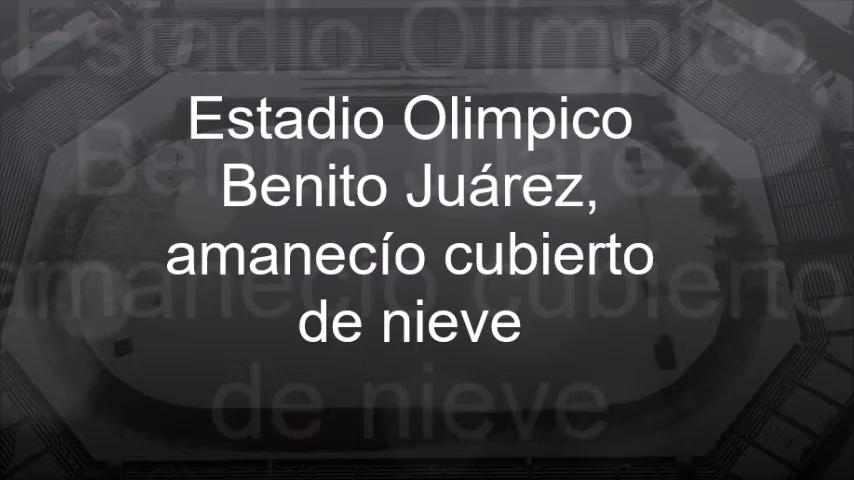 Estadio Olimpico
Benito Juárez,
amanecío cubierto
de nieve